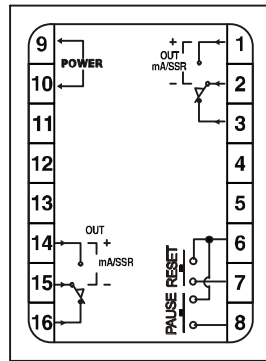 9 1
POWER + OUT
mA/SSR
10 - 2
11 3
12 4
13 5
14 OUT + 6
mA/SSR RESET
15 - 7
PAUSE
16 8